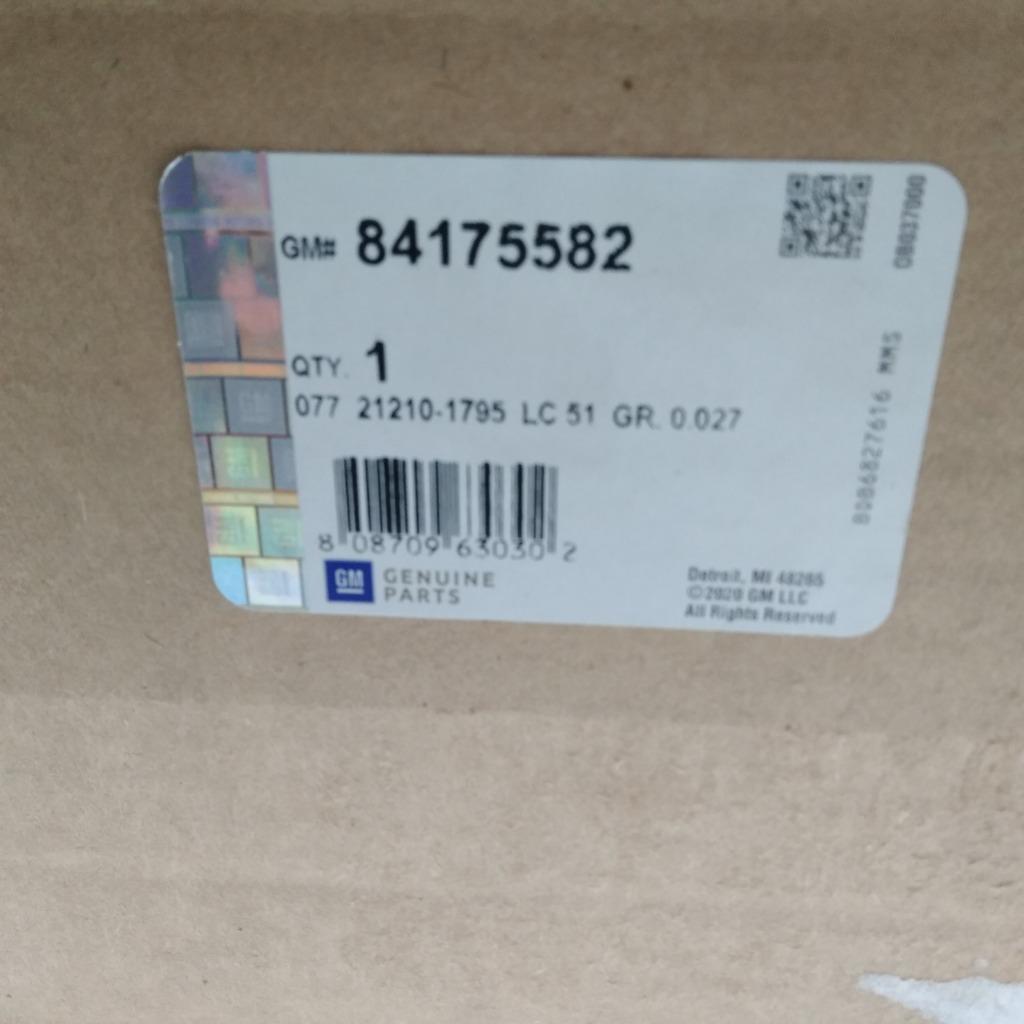 GM# 84175582
QTY. 1
077 21210-1795 LC 51 GR. 0.027
8 08709 63030 2
GM GENUINE
PARTS
Detroit, MI 48265
©2020 GM LLC
All Rights Reserved